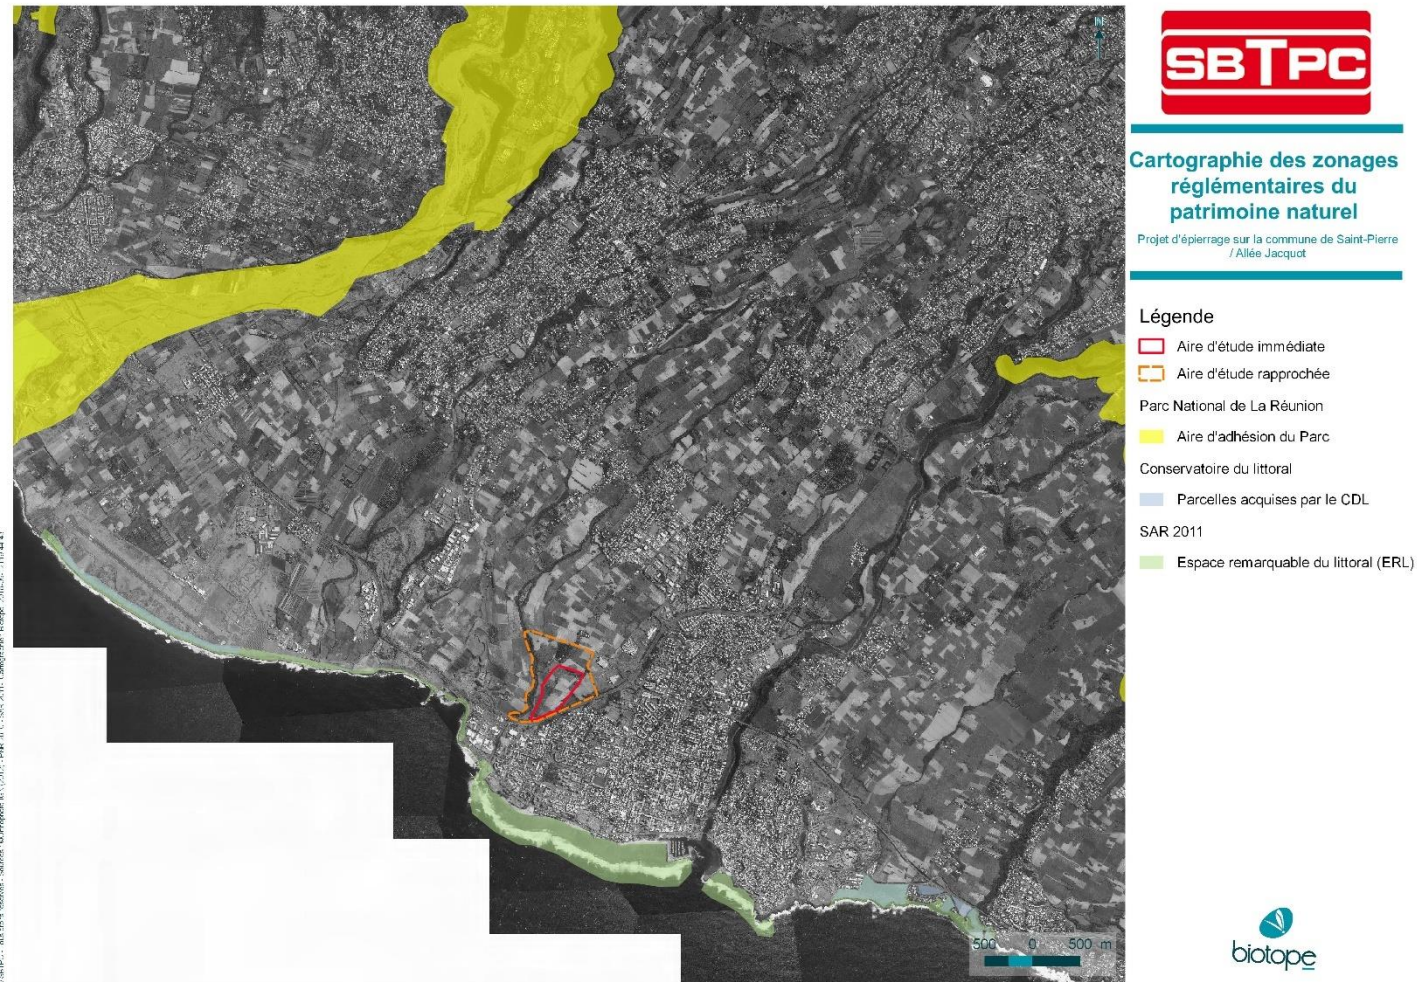 N
SBTPC
Cartographie des zonages
réglémentaires du
patrimoine naturel
Projet d'épierrage sur la commune de Saint-Pierre
/ Allée Jacquot
Légende
Aire d'étude immédiate
Aire d'étude rapprochée
Parc National de La Réunion
Aire d'adhésion du Parc
Conservatoire du littoral
Parcelles acquises par le CDL
SAR 2011
Espace remarquable du littoral (ERL)
500 0 500 m
biotope